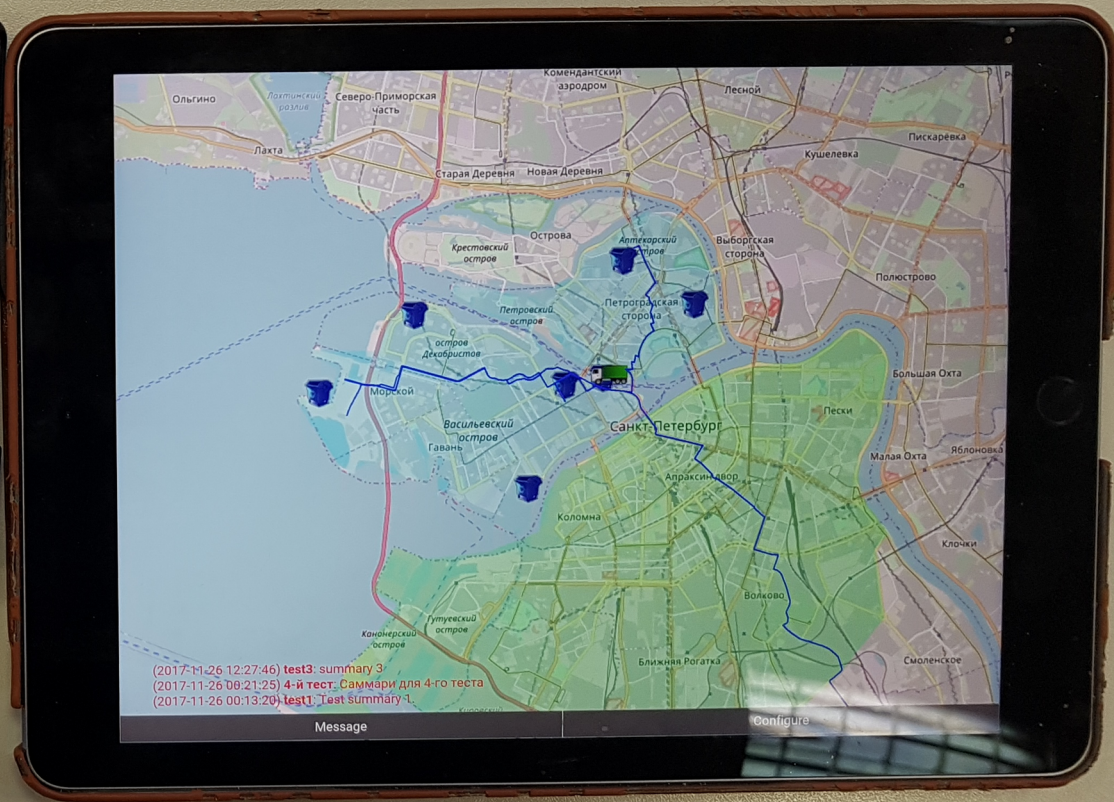 Комендантский
аэродром
Лесной
Ольгино
Лахтинский
разлив
Северо-Приморская
часть
Пискарёвка
Лахта
Кушелевка
Старая Деревня
Новая Деревня
Острова
Аптекарский
остров
Выборгская
сторона
Крестовский
остров
Полюстрово
Петровский
остров
Петроградская
сторона
остров
Декабристов
Большая Охта
Морской
Васильевский
остров
Санкт-Петербург
Пески
Гавань
Малая Охта
Яблоновка
Апраксин двор
Коломна
Клочки
Волково
Гутуевский
остров
Канонерский
остров
Ближняя Рогатка
Смоленское
(2017-11-26 12:27:46) test3: summary 3
(2017-11-26 00:21:25) 4-й тест: Саммари для 4-го теста
(2017-11-26 00:13:20) test1: Test summary 1.
Message
Configure